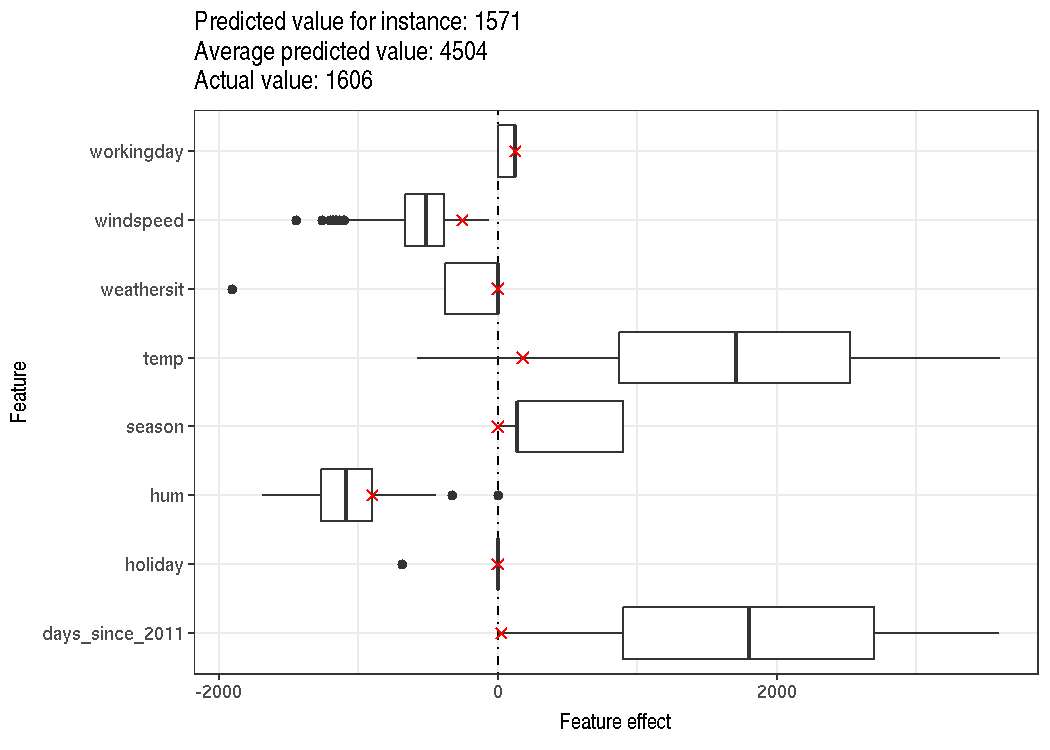 Predicted value for instance: 1571
Average predicted value: 4504
Actual value: 1606
workingday
windspeed
weathersit
temp
season
hum
holiday
days_since_2011
Feature
-2000
0
2000
Feature effect